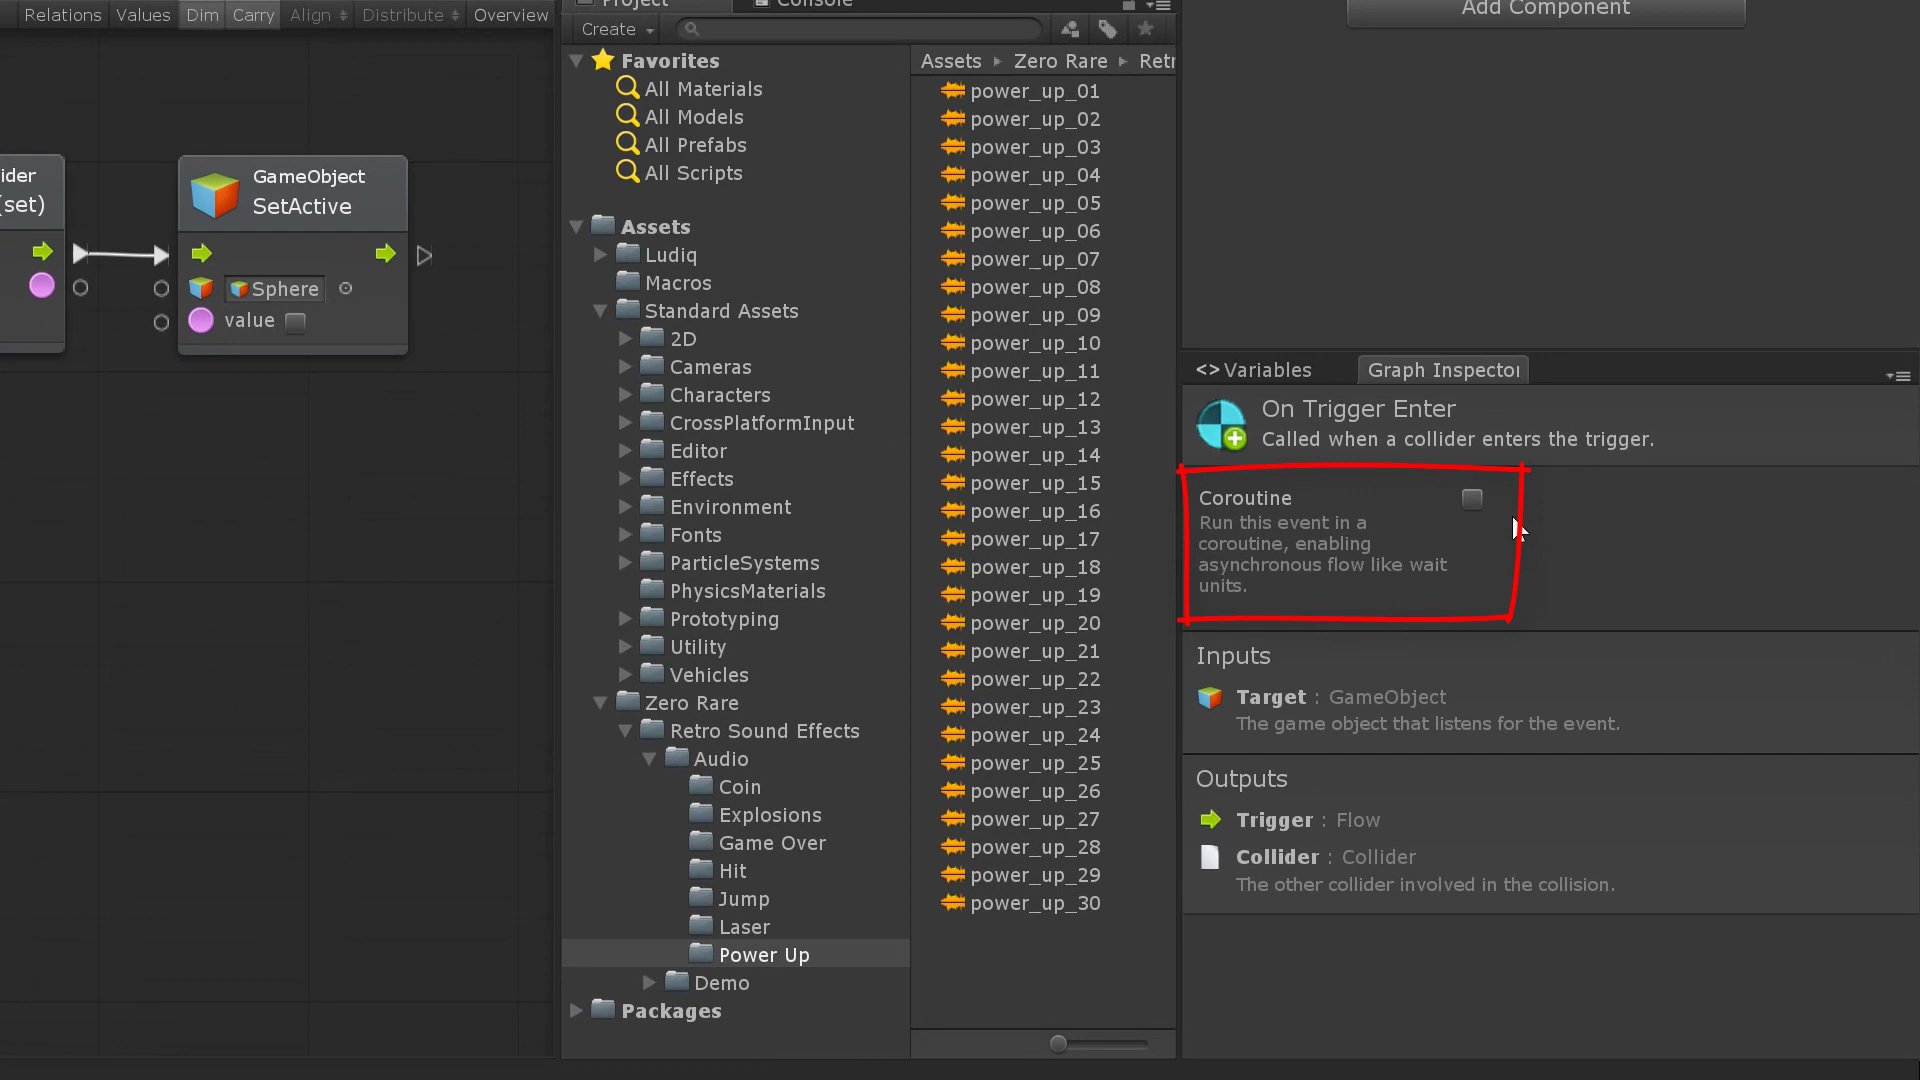 Relations Values Dim Carry Align Distribute Overview
ider
(set)
GameObject
SetActive
Sphere
value
Project
Console
Create
Favorites
All Materials
All Models
All Prefabs
All Scripts
Assets
Ludiq
Macros
Standard Assets
2D
Cameras
Characters
CrossPlatformInput
Editor
Effects
Environment
Fonts
ParticleSystems
PhysicsMaterials
Prototyping
Utility
Vehicles
Zero Rare
Retro Sound Effects
Audio
Coin
Explosions
Game Over
Hit
Jump
Laser
Power Up
Demo
Packages
Assets Zero Rare Retr
power_up_01
power_up_02
power_up_03
power_up_04
power_up_05
power_up_06
power_up_07
power_up_08
power_up_09
power_up_10
power_up_11
power_up_12
power_up_13
power_up_14
power_up_15
power_up_16
power_up_17
power_up_18
power_up_19
power_up_20
power_up_21
power_up_22
power_up_23
power_up_24
power_up_25
power_up_26
power_up_27
power_up_28
power_up_29
power_up_30
Add Component
<> Variables
Graph Inspector
On Trigger Enter
Called when a collider enters the trigger.
Coroutine
Run this event in a
coroutine, enabling
asynchronous flow like wait
units.
Inputs
Target : GameObject
The game object that listens for the event.
Outputs
Trigger : Flow
Collider : Collider
The other collider involved in the collision.